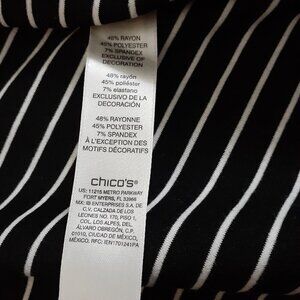 48% RAYON
45% POLYESTER
7% SPANDEX
EXCLUSIVE OF
DECORATION
48% rayón
45% poliéster
7% elastano
EXCLUSIVO DE LA
DECORACIÓN
48% RAYONNE
45% POLYESTER
7% SPANDEX
À L'EXCEPTION DES
MOTIFS DÉCORATIFS
chico's®
US: 11215 METRO PARKWAY
FORT MYERS, FL 33966
MX: IB ENTERPRISES S.A. DE
C.V. CALZADA DE LOS
LEONES NO. 170, PISO 1,
COL. LOS ALPES, DEL.
ÁLVARO OBREGÓN, C.P.
01010, CIUDAD DE MÉXICO,
MÉXICO. RFC: IEN1701241PA